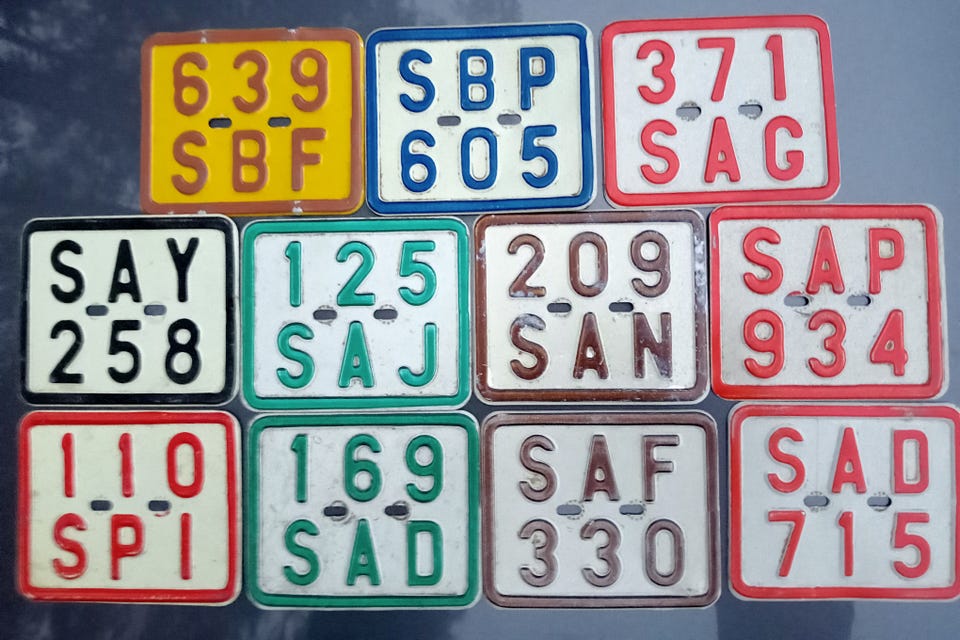 639
SBF
SBP
605
371
SAG
SAY
258
125
SAJ
209
SAN
SAP
934
110
SPI
169
SAD
SAF
330
SAD
715